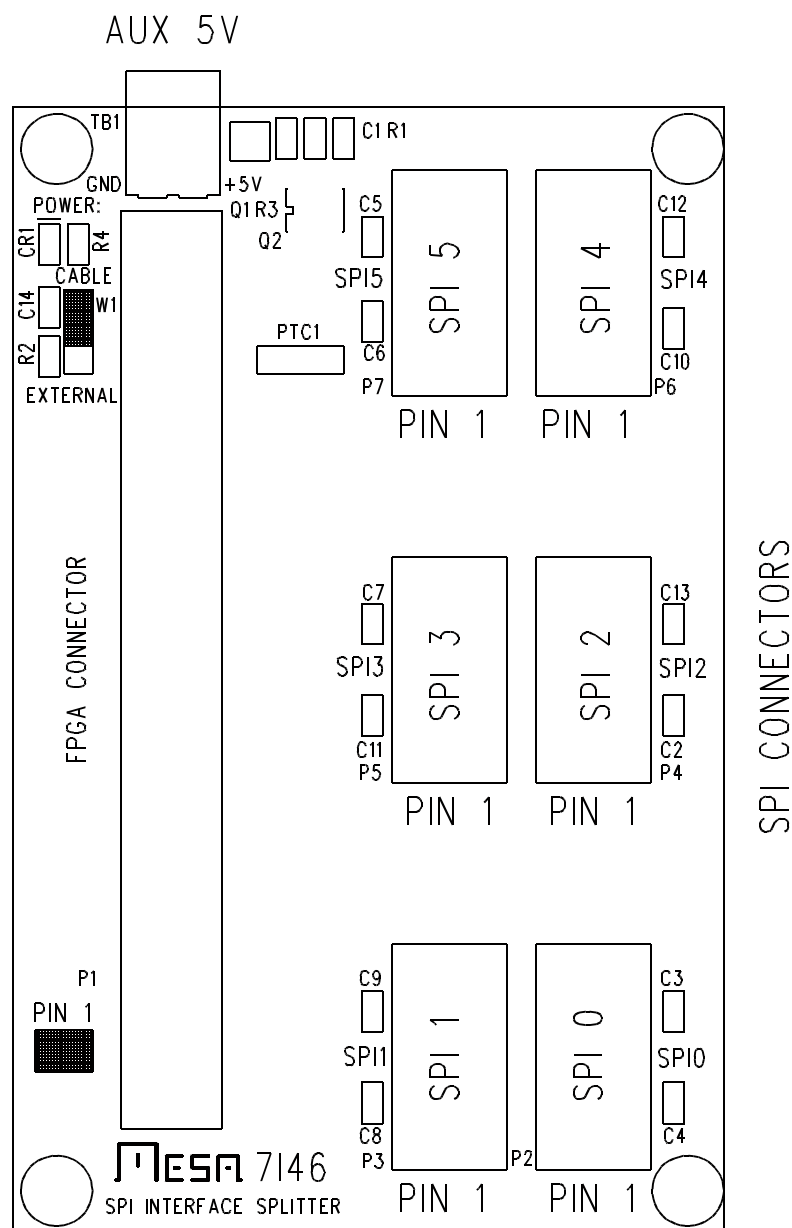 AUX 5V
TB1
C1 R1
GND
+5V
POWER:
Q1 R3
Q2
C5
C12
CR1
R4
CABLE
SPI5
SPI 5
SPI 4
SPI4
C14
W1
R2
PTC1
C6
C10
EXTERNAL
P7
P6
PIN 1
PIN 1
FPGA CONNECTOR
SPI CONNECTORS
C7
C13
SPI3
SPI 3
SPI 2
SPI2
C11
C2
P5
P4
PIN 1
PIN 1
P1
PIN 1
C9
C3
SPI1
SPI 1
SPI 0
SPI0
C8
C4
P3
P2
MESA 7I46
SPI INTERFACE SPLITTER
PIN 1
PIN 1